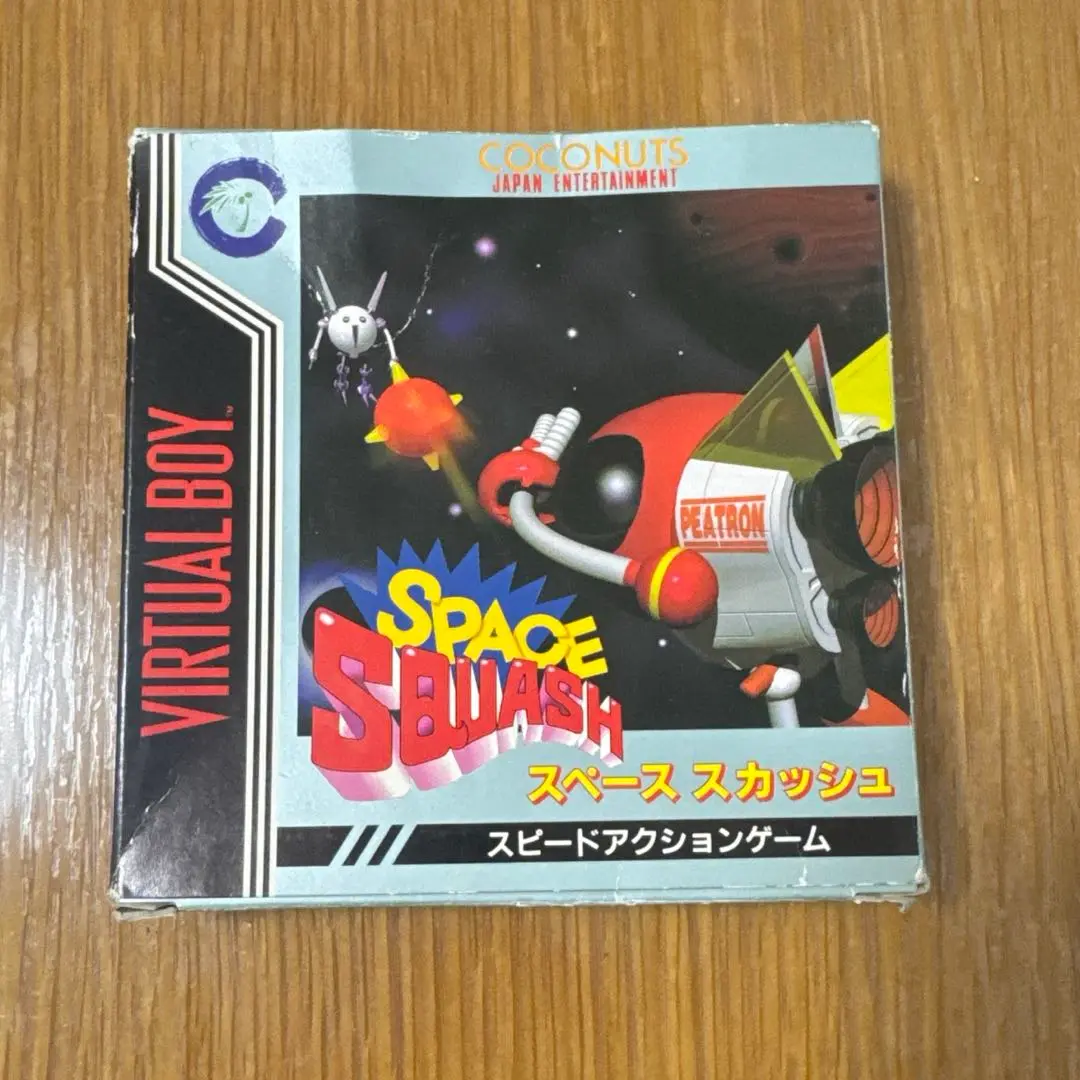 COCONUTS
JAPAN ENTERTAINMENT
VIRTUAL BOY™
PEATRON
SPACE
SQUASH
スペース スカッシュ
スピードアクションゲーム